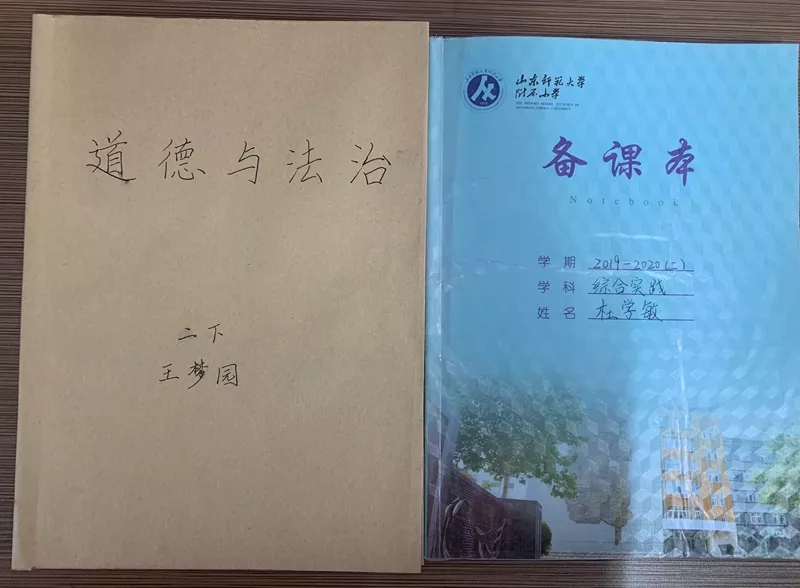 道德与法治
二下
王梦园
山东师范大学
附属小学
备课本
Notebook
学期 2019-2020(二)
学科 综合实践
姓名 杜学敏